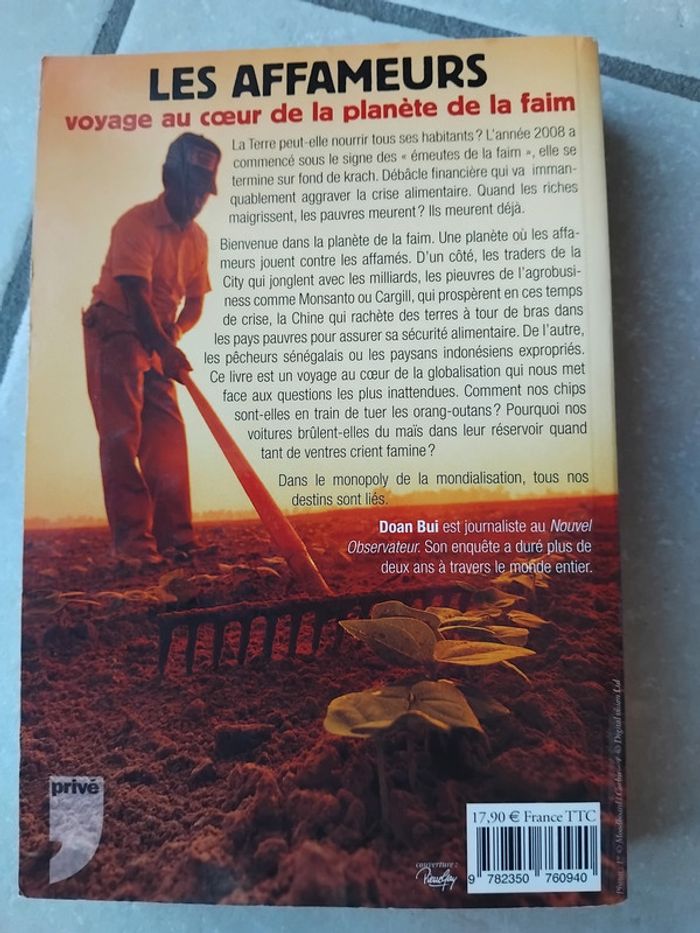 LES AFFAMEURS
voyage au cœur de la planète de la faim
La Terre peut-elle nourrir tous ses habitants ? L'année 2008 a
commencé sous le signe des « émeutes de la faim », elle se
termine sur fond de krach. Débâcle financière qui va imman-
quablement aggraver la crise alimentaire. Quand les riches
maigrissent, les pauvres meurent ? Ils meurent déjà.
Bienvenue dans la planète de la faim. Une planète où les affa-
meurs jouent contre les affamés. D'un côté, les traders de la
City qui jonglent avec les milliards, les pieuvres de l'agrobusi-
ness comme Monsanto ou Cargill, qui prospèrent en ces temps
de crise, la Chine qui rachète des terres à tour de bras dans
les pays pauvres pour assurer sa sécurité alimentaire. De l'autre,
les pêcheurs sénégalais ou les paysans indonésiens expropriés.
Ce livre est un voyage au cœur de la globalisation qui nous met
face aux questions les plus inattendues. Comment nos chips
sont-elles en train de tuer les orang-outans ? Pourquoi nos
voitures brûlent-elles du maïs dans leur réservoir quand
tant de ventres crient famine ?
Dans le monopoly de la mondialisation, tous nos
destins sont liés.
Doan Bui est journaliste au Nouvel
Observateur. Son enquête a duré plus de
deux ans à travers le monde entier.
privé
17,90 € France TTC
couverture :
9 782350 760940